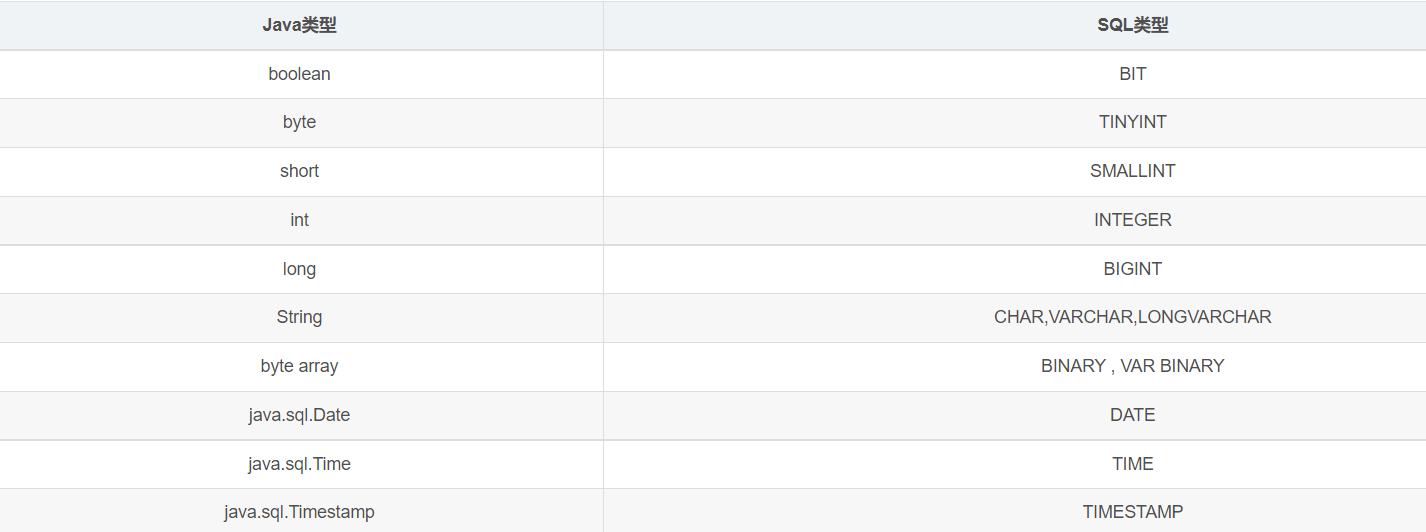 Java类型 SQL类型
boolean BIT
byte TINYINT
short SMALLINT
int INTEGER
long BIGINT
String CHAR,VARCHAR,LONGVARCHAR
byte array BINARY , VAR BINARY
java.sql.Date DATE
java.sql.Time TIME
java.sql.Timestamp TIMESTAMP